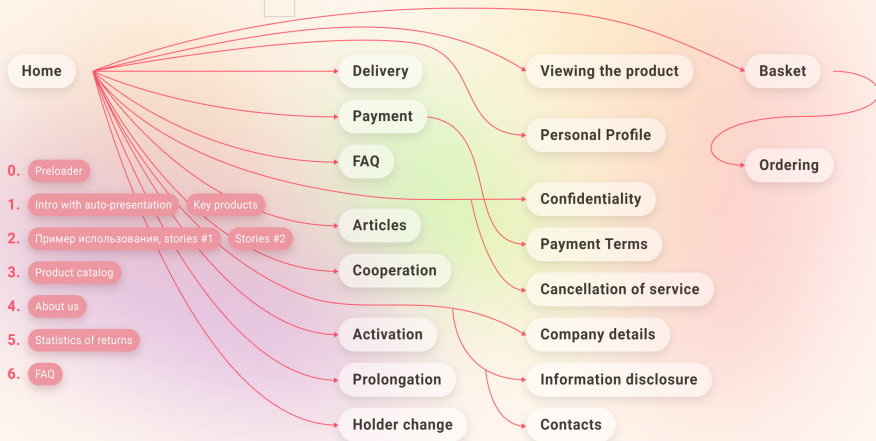 Home
Delivery
Viewing the product
Basket
Payment
Personal Profile
FAQ
Ordering
0. Preloader
1. Intro with auto-presentation Key products
Confidentiality
Articles
2. Пример использования, stories #1 Stories #2
Payment Terms
3. Product catalog
Cooperation
Cancellation of service
4. About us
5. Statistics of returns
Activation
Company details
6. FAQ
Prolongation
Information disclosure
Holder change
Contacts